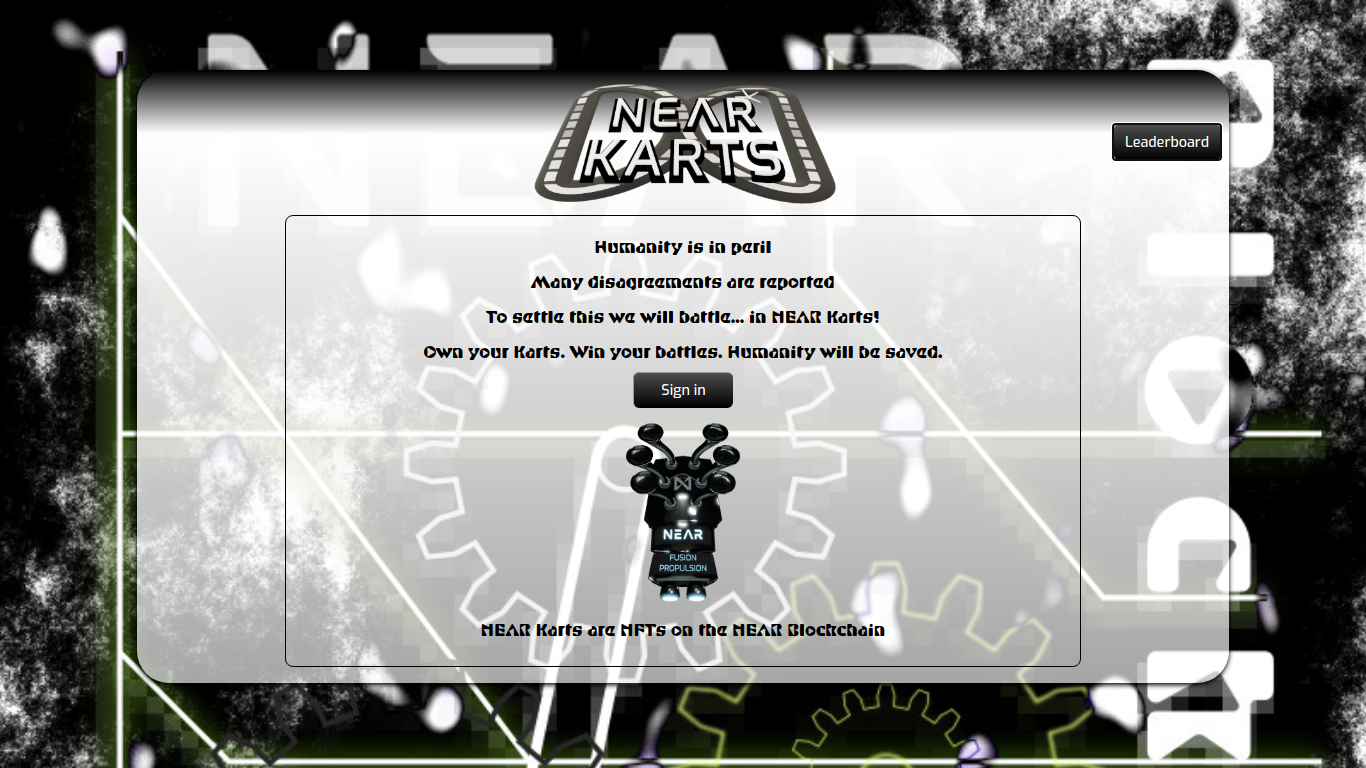 NEAR
NEAR
KARTS
Leaderboard
Humanity is in peril
Many disagreements are reported
To settle this we will battle... in NEAR Karts!
Own your Karts. Win your battles. Humanity will be saved.
Sign in
NEAR
FUSION
PROPULSION
NEAR Karts are NFTs on the NEAR Blockchain